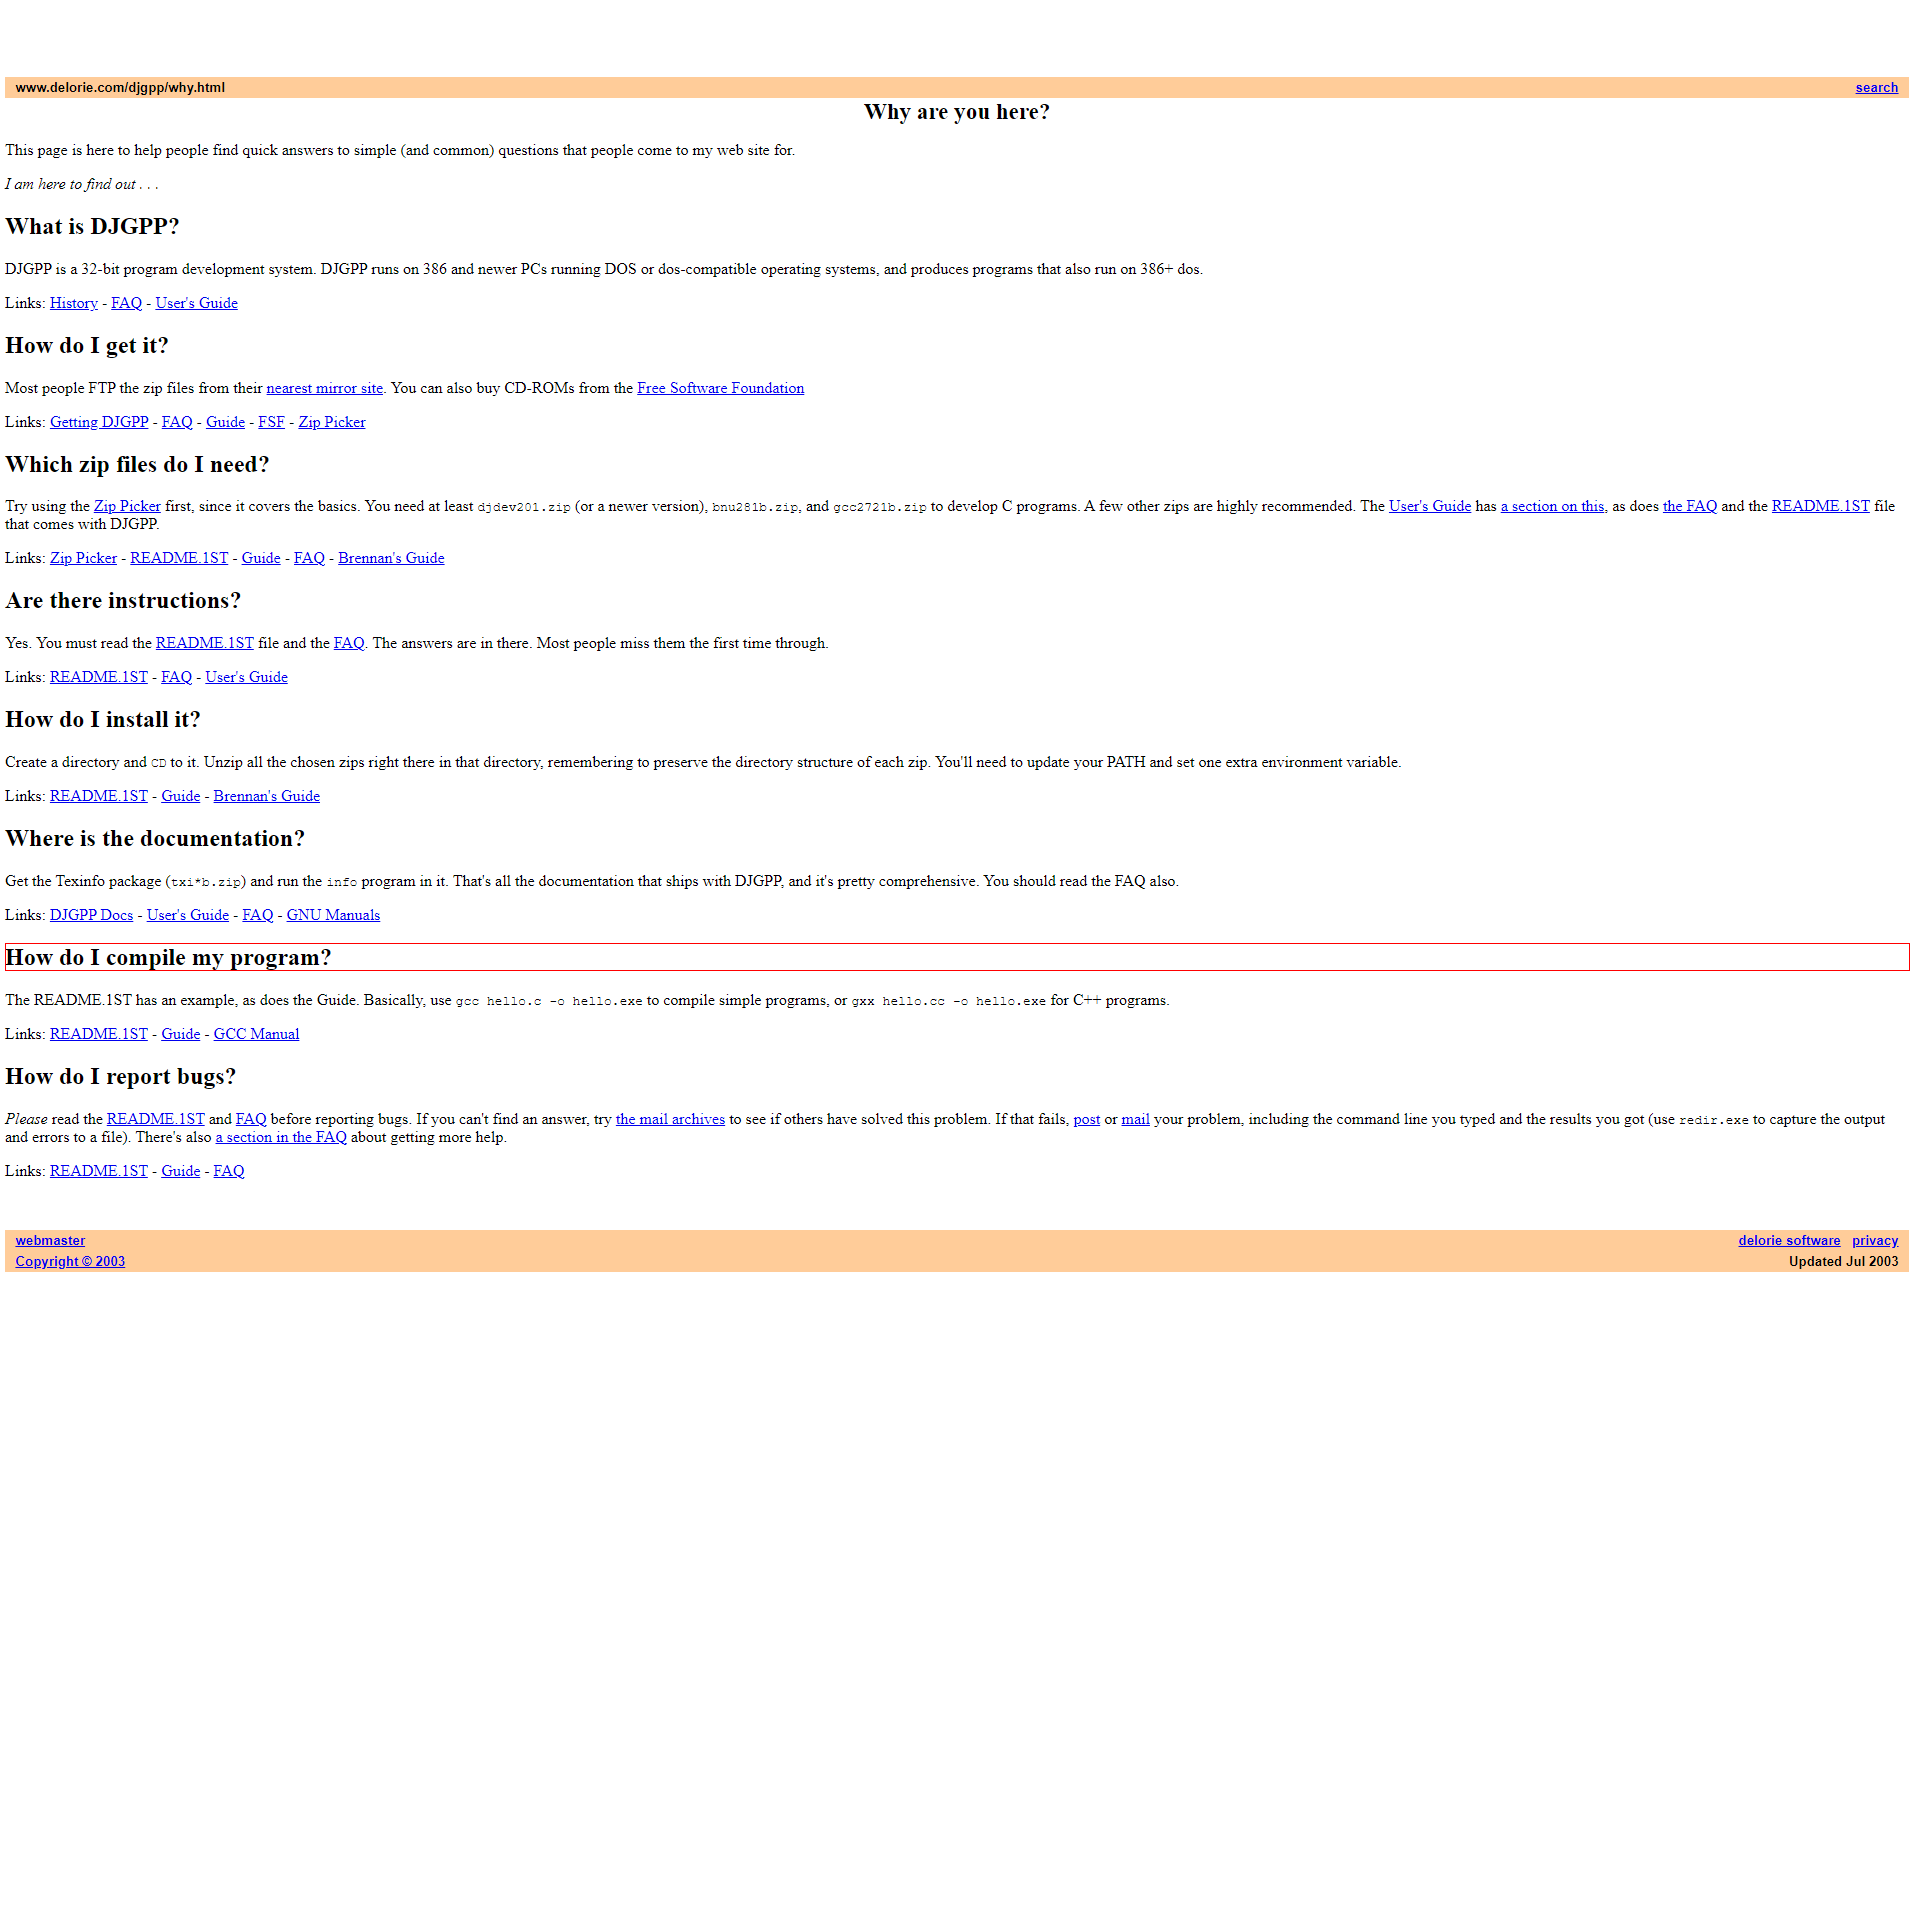 www.delorie.com/djgpp/why.html search
Why are you here?
This page is here to help people find quick answers to simple (and common) questions that people come to my web site for.
I am here to find out . . .
What is DJGPP?
DJGPP is a 32-bit program development system. DJGPP runs on 386 and newer PCs running DOS or dos-compatible operating systems, and produces programs that also run on 386+ dos.
Links: History - FAQ - User's Guide
How do I get it?
Most people FTP the zip files from their nearest mirror site. You can also buy CD-ROMs from the Free Software Foundation
Links: Getting DJGPP - FAQ - Guide - FSF - Zip Picker
Which zip files do I need?
Try using the Zip Picker first, since it covers the basics. You need at least djdev201.zip (or a newer version), bnu281b.zip, and gcc2721b.zip to develop C programs. A few other zips are highly recommended. The User's Guide has a section on this, as does the FAQ and the README.1ST file
that comes with DJGPP.
Links: Zip Picker - README.1ST - Guide - FAQ - Brennan's Guide
Are there instructions?
Yes. You must read the README.1ST file and the FAQ. The answers are in there. Most people miss them the first time through.
Links: README.1ST - FAQ - User's Guide
How do I install it?
Create a directory and CD to it. Unzip all the chosen zips right there in that directory, remembering to preserve the directory structure of each zip. You'll need to update your PATH and set one extra environment variable.
Links: README.1ST - Guide - Brennan's Guide
Where is the documentation?
Get the Texinfo package (txi*b.zip) and run the info program in it. That's all the documentation that ships with DJGPP, and it's pretty comprehensive. You should read the FAQ also.
Links: DJGPP Docs - User's Guide - FAQ - GNU Manuals
How do I compile my program?
The README.1ST has an example, as does the Guide. Basically, use gcc hello.c -o hello.exe to compile simple programs, or gxx hello.cc -o hello.exe for C++ programs.
Links: README.1ST - Guide - GCC Manual
How do I report bugs?
Please read the README.1ST and FAQ before reporting bugs. If you can't find an answer, try the mail archives to see if others have solved this problem. If that fails, post or mail your problem, including the command line you typed and the results you got (use redir.exe to capture the output
and errors to a file). There's also a section in the FAQ about getting more help.
Links: README.1ST - Guide - FAQ
webmaster delorie software privacy
Copyright © 2003 Updated Jul 2003